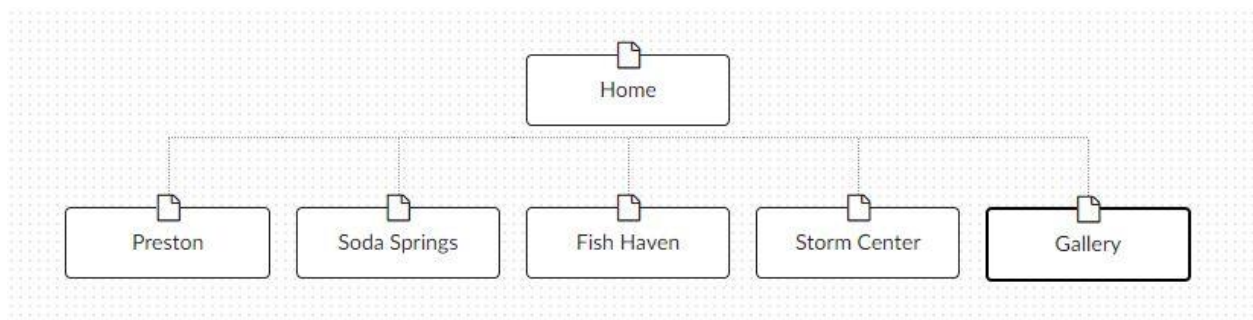 Home
Preston
Soda Springs
Fish Haven
Storm Center
Gallery